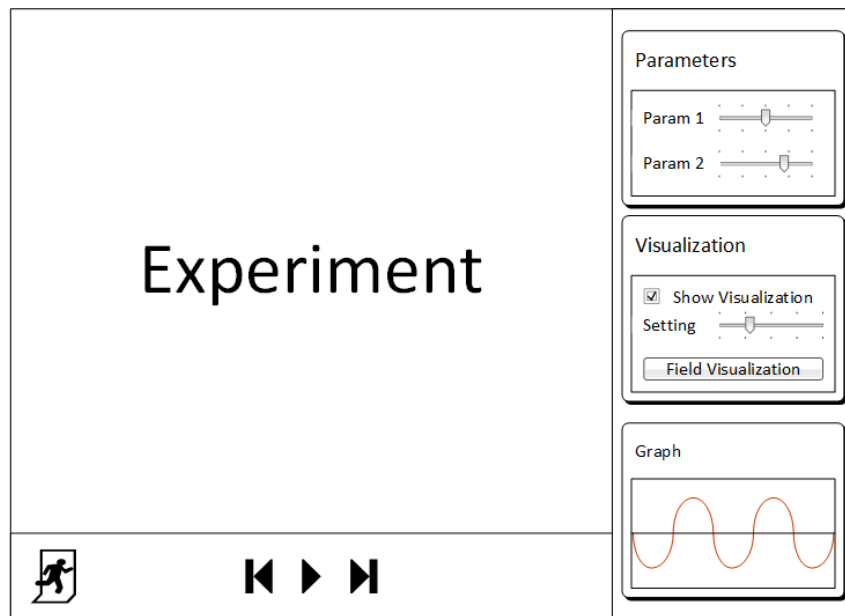 Experiment
Parameters
Param 1
Param 2
Visualization
Show Visualization
Setting
Field Visualization
Graph